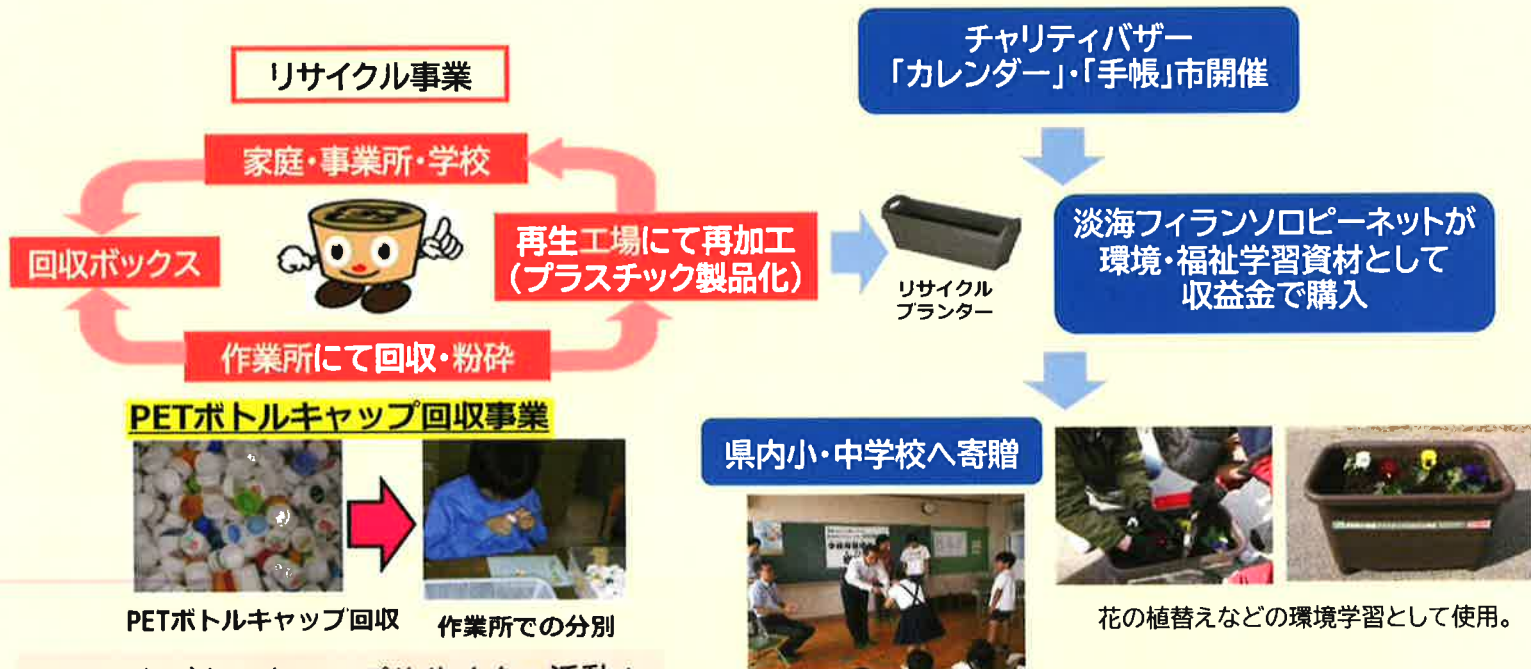 リサイクル事業
家庭・事業所・学校
回収ボックス
再生工場にて再加工
(プラスチック製品化)
作業所にて回収・粉砕
PETボトルキャップ回収事業
PETボトルキャップ回収
作業所での分別
チャリティバザー
「カレンダー」・「手帳」市開催
リサイクル
プランター
淡海フィランソロピーネットが
環境・福祉学習資材として
収益金で購入
県内小・中学校へ寄贈
花の植替えなどの環境学習として使用。